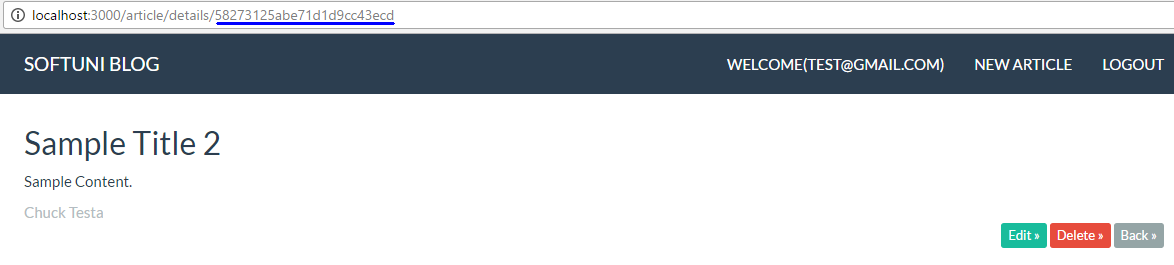 localhost:3000/article/details/58273125abe71d1d9cc43ecd
SOFTUNI BLOG WELCOME(TEST@GMAIL.COM) NEW ARTICLE LOGOUT
Sample Title 2
Sample Content.
Chuck Testa
Edit » Delete » Back »